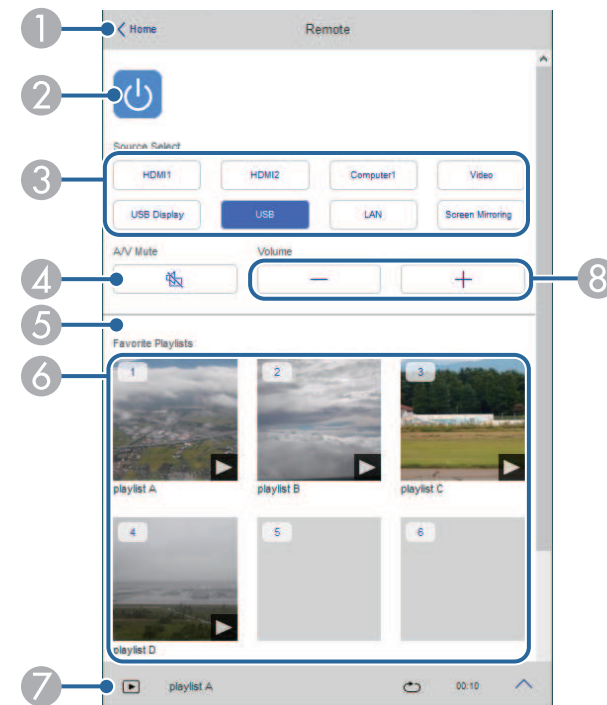 1 Home Remote
2
Source Select
3 HDMI1 HDMI2 Computer1 Video
USB Display USB LAN Screen Mirroring
A/V Mute Volume
4 8
5
Favorite Playlists
6
1 2 3
playlist A playlist B playlist C
4 5 6
playlist D
7 playlist A 00:10